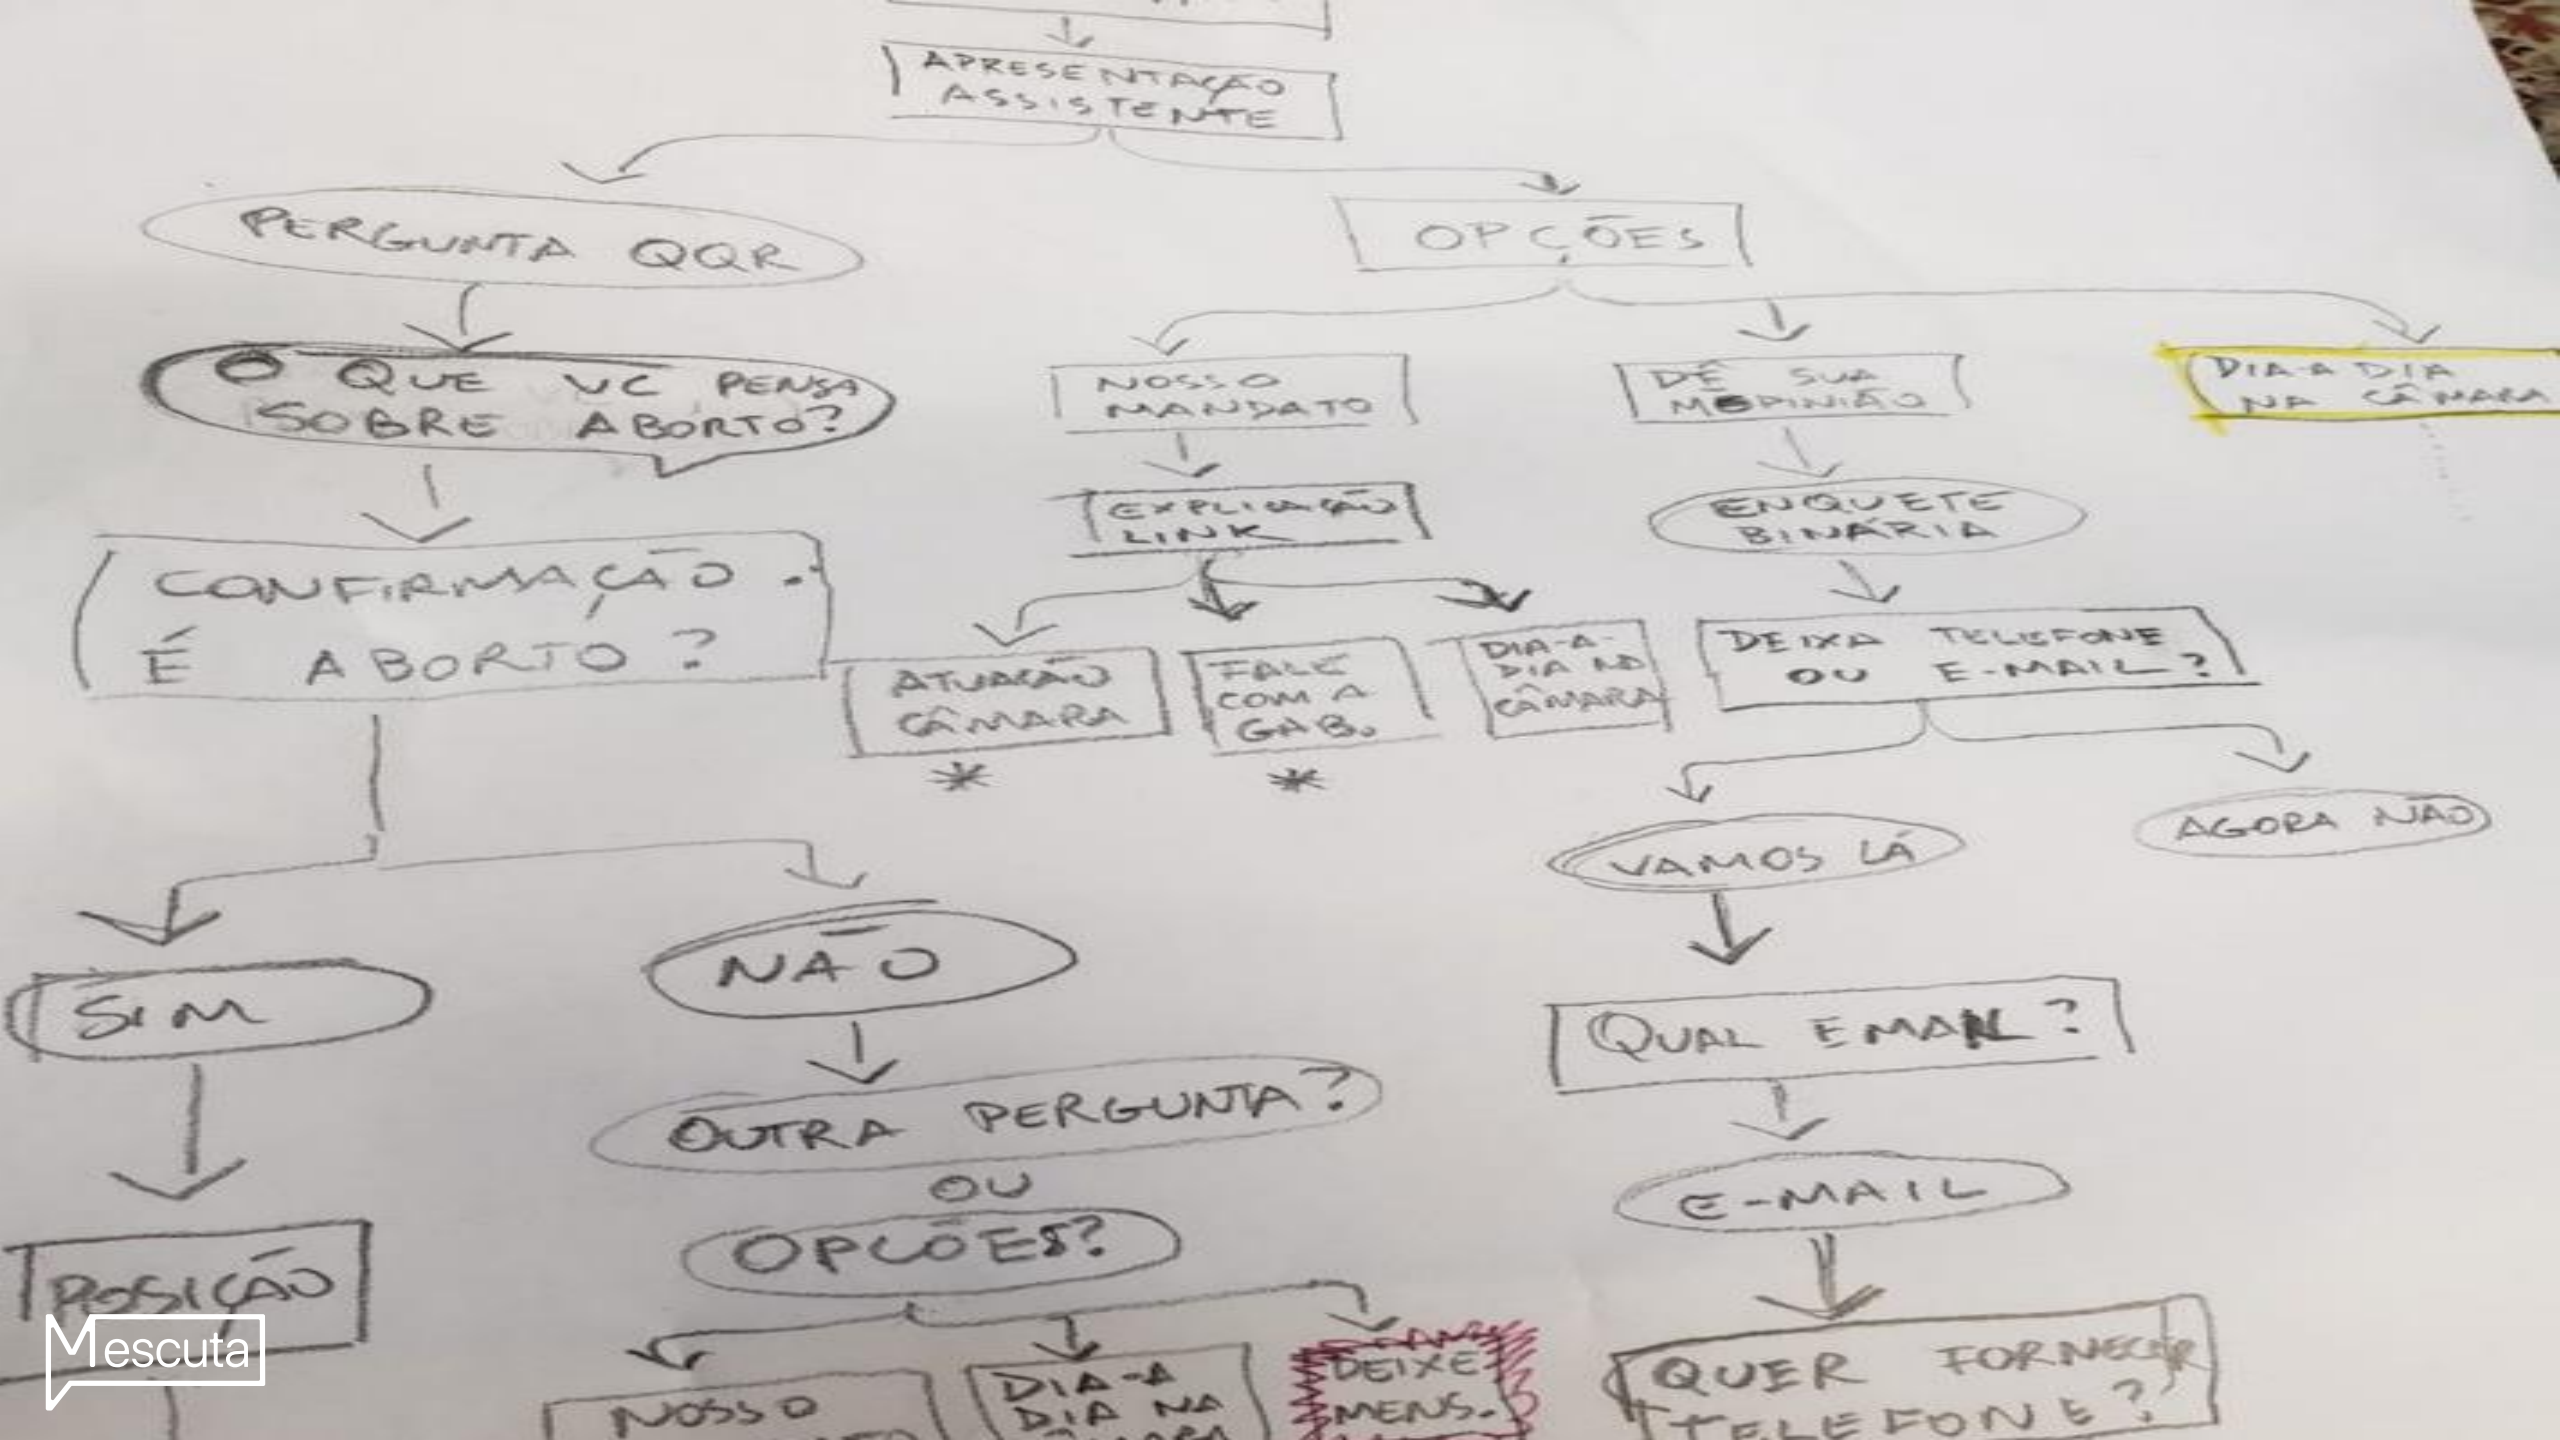 APRESENTAÇÃO
ASSISTENTE
PERGUNTA QQR
OPÇÕES
O QUE VC PENSA
SOBRE ABORTO?
NOSSO
MANDATO
DÊ SUA
OPINIÃO
DIA-A DIA
NA CÂMARA
EXPLICAÇÃO
LINK
ENQUETE
BINÁRIA
CONFIRMAÇÃO.
É ABORTO?
ATUAÇÃO
CÂMARA
*
FALE
COM A
GAB.
*
DIA-A-
DIA NA
CÂMARA
DEIXA TELEFONE
OU E-MAIL?
VAMOS LÁ
AGORA NÃO
SIM
NÃO
QUAL EMAIL?
OUTRA PERGUNTA?
OU
OPÇÕES?
E-MAIL
POSIÇÃO
NOSSO
DIA-A
DIA NA
DEIXE
MENS.
QUER FORNECER
TELEFONE?
Mescuta